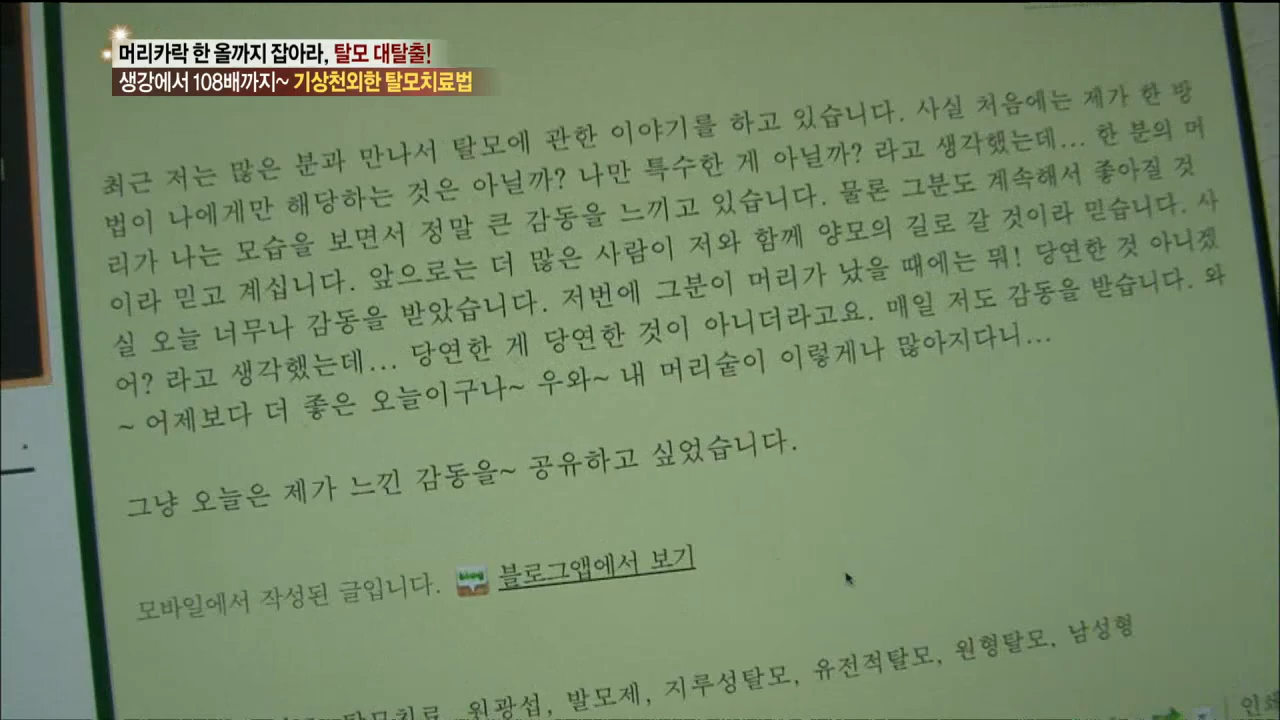 머리카락 한 올까지 잡아라, 탈모 대탈출!
생강에서 108배까지~ 기상천외한 탈모치료법
최근 저는 많은 분과 만나서 탈모에 관한 이야기를 하고 있습니다. 사실 처음에는 제가 한 방
법이 나에게만 해당하는 것은 아닐까? 나만 특수한 게 아닐까? 라고 생각했는데... 한 분의 머
리가 나는 모습을 보면서 정말 큰 감동을 느끼고 있습니다. 물론 그분도 계속해서 좋아질 것
이라 믿고 계십니다. 앞으로는 더 많은 사람이 저와 함께 양모의 길로 갈 것이라 믿습니다. 사
실 오늘 너무나 감동을 받았습니다. 저번에 그분이 머리가 났을 때에는 뭐! 당연한 것 아니겠
어? 라고 생각했는데... 당연한 게 당연한 것이 아니더라고요. 매일 저도 감동을 받습니다. 와
~ 어제보다 더 좋은 오늘이구나~ 우와~ 내 머리숱이 이렇게나 많아지다니...
그냥 오늘은 제가 느낀 감동을~ 공유하고 싶었습니다.
모바일에서 작성된 글입니다. blog 블로그앱에서 보기
탈모치료, 원광섭, 발모제, 지루성탈모, 유전적탈모, 원형탈모, 남성형
인쇄